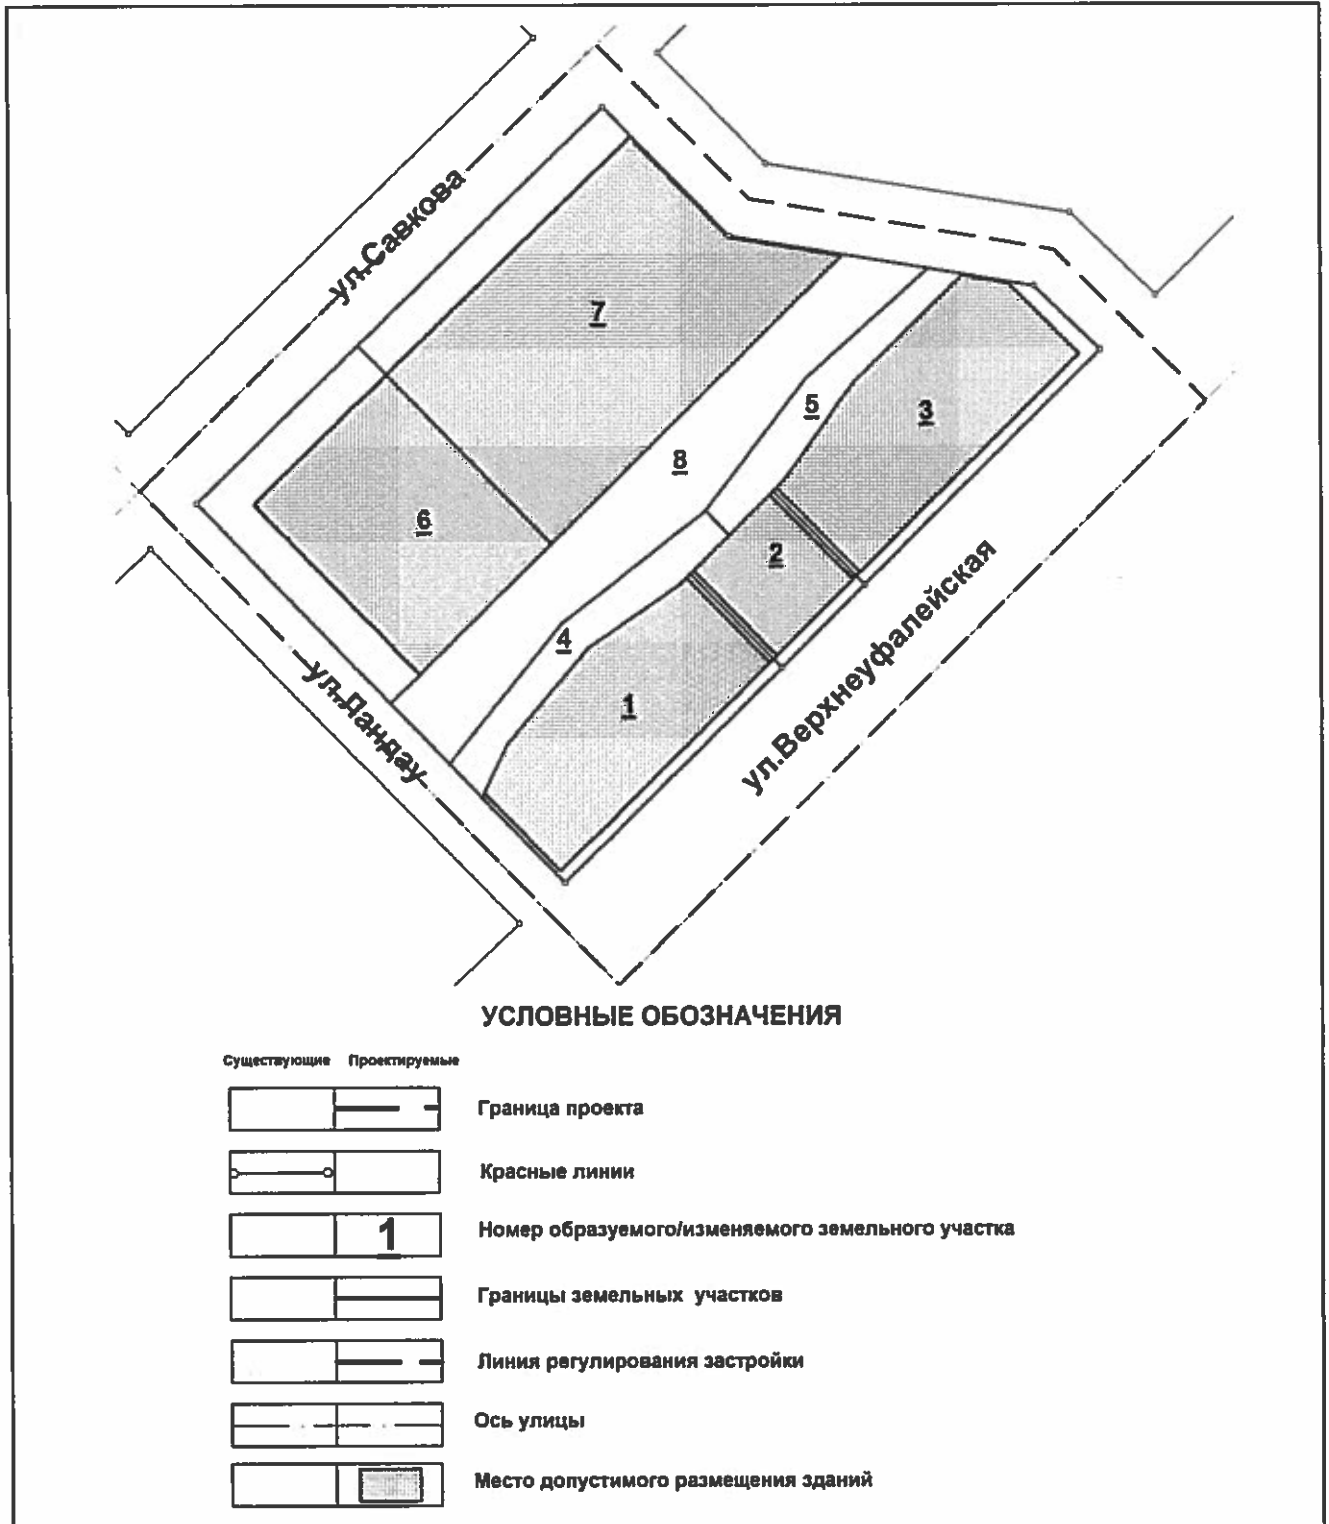 ул.Савкова
7
3
5
8
6
2
4
1
ул.Ландау
ул.Верхнеуфалейская
УСЛОВНЫЕ ОБОЗНАЧЕНИЯ
Существующие Проектируемые
Граница проекта
Красные линии
1 Номер образуемого/изменяемого земельного участка
Границы земельных участков
Линия регулирования застройки
Ось улицы
Место допустимого размещения зданий